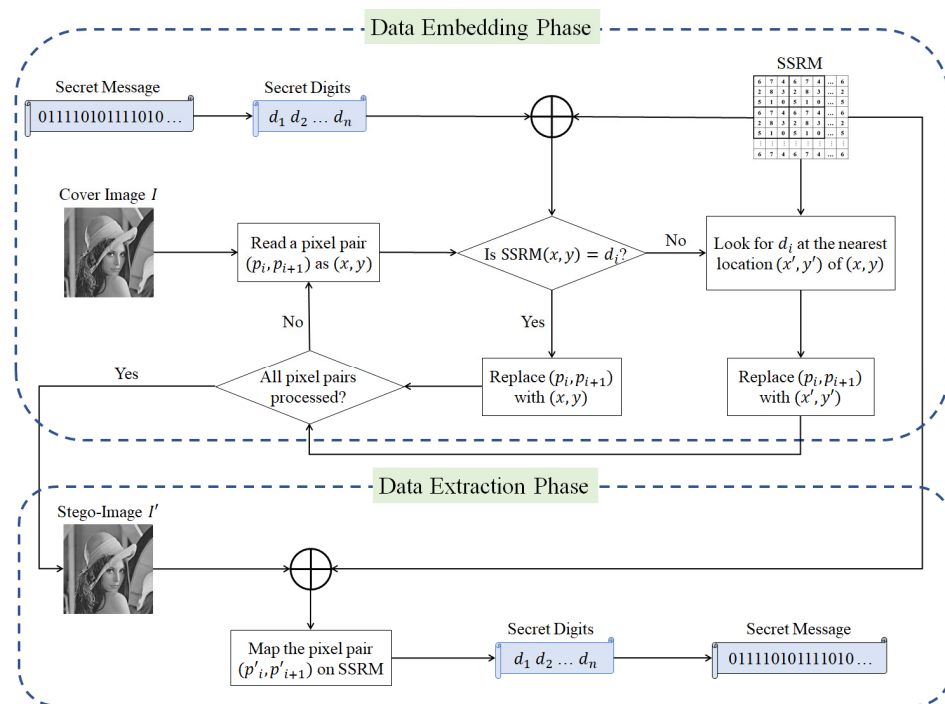 Data Embedding Phase
Secret Message
011110101111010 …
Secret Digits
d₁ d₂ … dₙ
SSRM
6 7 4 6 7 4 … 6
2 8 3 2 8 3 … 2
5 1 0 5 1 0 … 5
6 7 4 6 7 4 … 6
2 8 3 2 8 3 … 2
5 1 0 5 1 0 … 5
⋮ ⋮ ⋮ ⋮ ⋮ ⋮ ⋮ ⋮
6 7 4 6 7 4 … 6
Cover Image I
Read a pixel pair
(pᵢ, pᵢ₊₁) as (x, y)
Is SSRM(x, y) = dᵢ?
No
Look for dᵢ at the nearest
location (x′, y′) of (x, y)
No
Yes
Yes
All pixel pairs
processed?
Replace (pᵢ, pᵢ₊₁)
with (x, y)
Replace (pᵢ, pᵢ₊₁)
with (x′, y′)
Data Extraction Phase
Stego-Image I′
Map the pixel pair
(p′ᵢ, p′ᵢ₊₁) on SSRM
Secret Digits
d₁ d₂ … dₙ
Secret Message
011110101111010 …